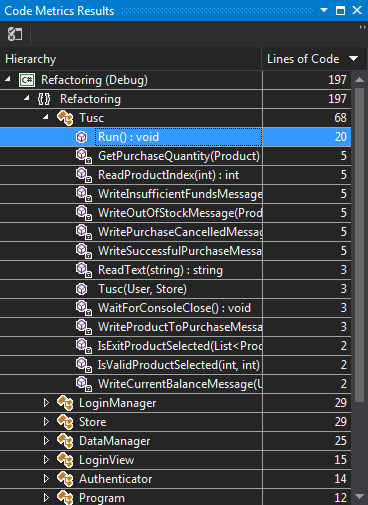 Code Metrics Results
Hierarchy Lines of Code
C# Refactoring (Debug) 197
{} Refactoring 197
Tusc 68
Run() : void 20
GetPurchaseQuantity(Product) 5
ReadProductIndex(int) : int 5
WriteInsufficientFundsMessage 5
WriteOutOfStockMessage(Prod 5
WritePurchaseCancelledMessag 5
WriteSuccessfulPurchaseMessa 5
ReadText(string) : string 3
Tusc(User, Store) 3
WaitForConsoleClose() : void 3
WriteProductToPurchaseMessa 3
IsExitProductSelected(List<Prod 2
IsValidProductSelected(int, int) 2
WriteCurrentBalanceMessage(U 2
LoginManager 29
Store 29
DataManager 25
LoginView 15
Authenticator 14
Program 12